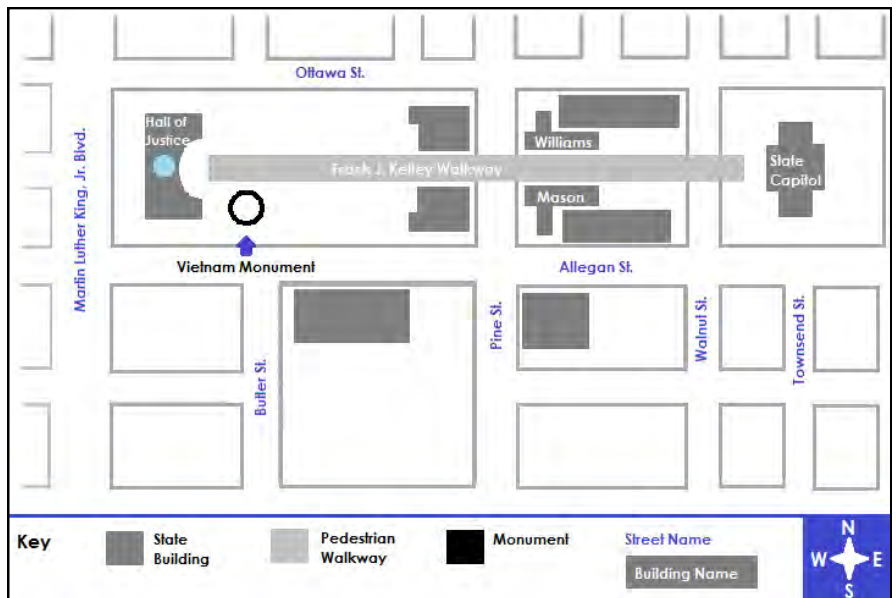 Ottawa St.
Hall of
Justice
Martin Luther King, Jr. Blvd.
Williams
Frank J. Kelley Walkway
State
Capitol
Mason
Vietnam Monument
Allegan St.
Butler St.
Pine St.
Walnut St.
Townsend St.
Key
State
Building
Pedestrian
Walkway
Monument
Street Name
Building Name
N
W
E
S